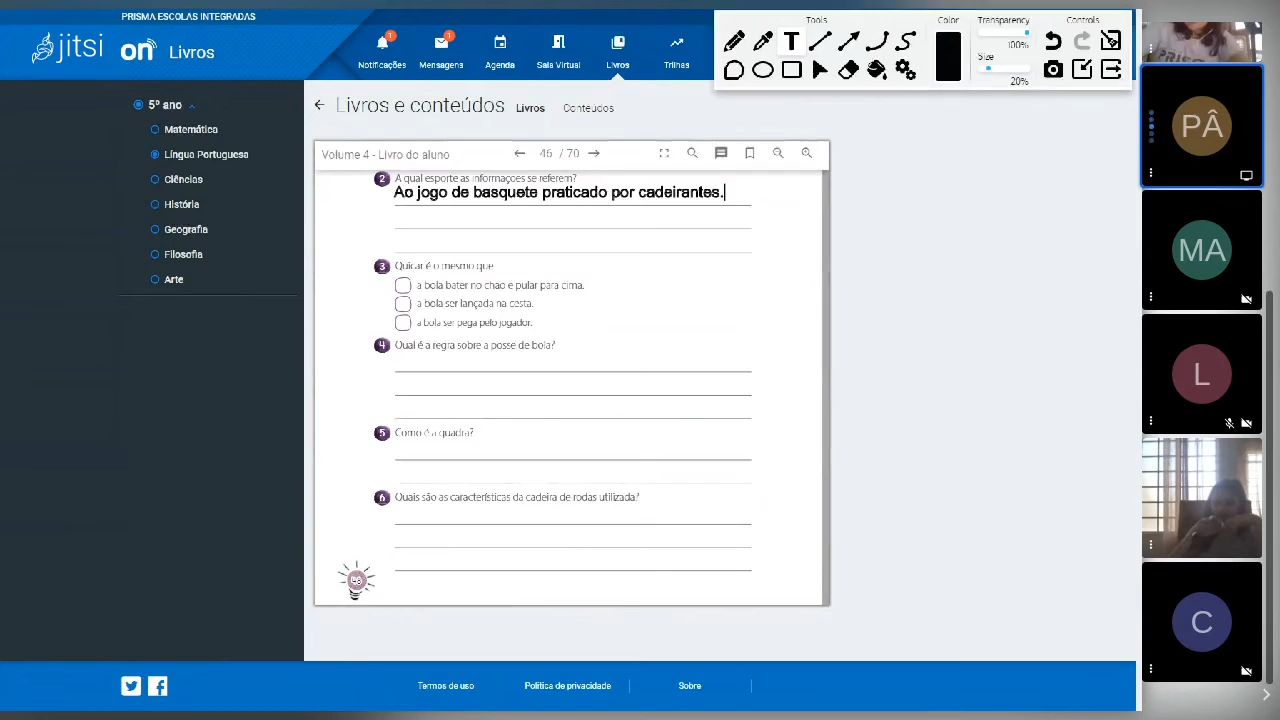 PRISMA ESCOLAS INTEGRADAS
jitsi on Livros
1
1
Notificações Mensagens Agenda Sala Virtual Livros Trilhas
Tools
Color
Transparency
100%
Size
20%
Controls
T
5º ano
Matemática
Língua Portuguesa
Ciências
História
Geografia
Filosofia
Arte
Livros e conteúdos Livros Conteúdos
Volume 4 - Livro do aluno 46 / 70
2 A qual esporte as informações se referem?
Ao jogo de basquete praticado por cadeirantes.
3 Quicar é o mesmo que
a bola bater no chão e pular para cima.
a bola ser lançada na cesta.
a bola ser pega pelo jogador.
4 Qual é a regra sobre a posse de bola?
5 Como é a quadra?
6 Quais são as características da cadeira de rodas utilizada?
Termos de uso Política de privacidade Sobre
PÂ
MA
L
C